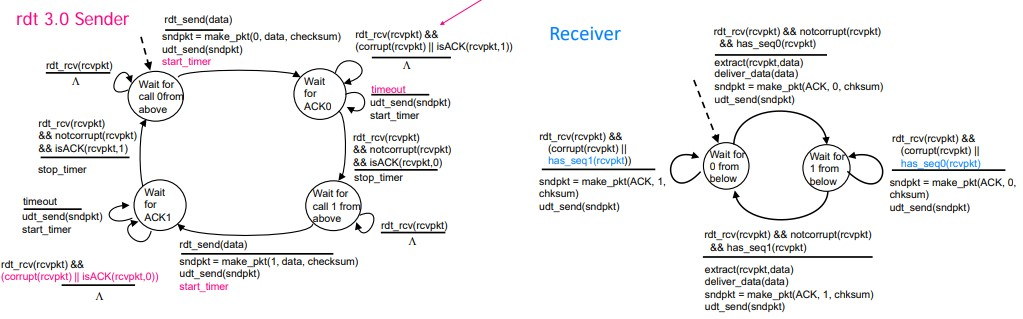 rdt 3.0 Sender
rdt_send(data)
sndpkt = make_pkt(0, data, checksum)
udt_send(sndpkt)
start_timer
rdt_rcv(rcvpkt) &&
(corrupt(rcvpkt) || isACK(rcvpkt,1))
Λ
rdt_rcv(rcvpkt)
Λ
Wait for
call 0from
above
Wait
for
ACK0
timeout
udt_send(sndpkt)
start_timer
rdt_rcv(rcvpkt)
&& notcorrupt(rcvpkt)
&& isACK(rcvpkt,1)
stop_timer
rdt_rcv(rcvpkt)
&& notcorrupt(rcvpkt)
&& isACK(rcvpkt,0)
stop_timer
Wait
for
ACK1
Wait for
call 1 from
above
timeout
udt_send(sndpkt)
start_timer
rdt_rcv(rcvpkt)
Λ
rdt_send(data)
sndpkt = make_pkt(1, data, checksum)
udt_send(sndpkt)
start_timer
rdt_rcv(rcvpkt) &&
(corrupt(rcvpkt) || isACK(rcvpkt,0))
Λ
Receiver
rdt_rcv(rcvpkt) && notcorrupt(rcvpkt)
&& has_seq0(rcvpkt)
extract(rcvpkt,data)
deliver_data(data)
sndpkt = make_pkt(ACK, 0, chksum)
udt_send(sndpkt)
rdt_rcv(rcvpkt) &&
(corrupt(rcvpkt) ||
has_seq1(rcvpkt))
sndpkt = make_pkt(ACK, 1,
chksum)
udt_send(sndpkt)
Wait for
0 from
below
Wait for
1 from
below
rdt_rcv(rcvpkt) &&
(corrupt(rcvpkt) ||
has_seq0(rcvpkt)
sndpkt = make_pkt(ACK, 0,
chksum)
udt_send(sndpkt)
rdt_rcv(rcvpkt) && notcorrupt(rcvpkt)
&& has_seq1(rcvpkt)
extract(rcvpkt,data)
deliver_data(data)
sndpkt = make_pkt(ACK, 1, chksum)
udt_send(sndpkt)